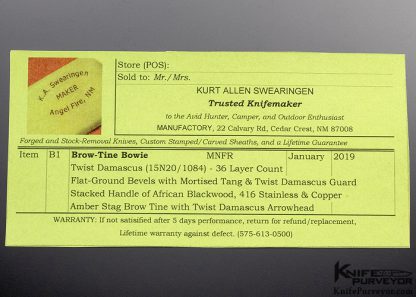 K.A. Swearingen
MAKER
Angel Fire, NM
Store (POS):
Sold to: Mr./Mrs.
KURT ALLEN SWEARINGEN
Trusted Knifemaker
to the Avid Hunter, Camper, and Outdoor Enthusiast
MANUFACTORY, 22 Calvary Rd, Cedar Crest, NM 87008
Forged and Stock-Removal Knives, Custom Stamped/Carved Sheaths, and a Lifetime Guarantee
Item B1 Brow-Tine Bowie MNFR January 2019
Twist Damascus (15N20/1084) - 36 Layer Count
Flat-Ground Bevels with Mortised Tang & Twist Damascus Guard
Stacked Handle of African Blackwood, 416 Stainless & Copper -
Amber Stag Brow Tine with Twist Damascus Arrowhead
WARRANTY: If not satisified after 5 days performance, return for refund/replacement,
Lifetime warranty against defect. (575-613-0500)
KNIFE
PURVEYOR
KnifePurveyor.com